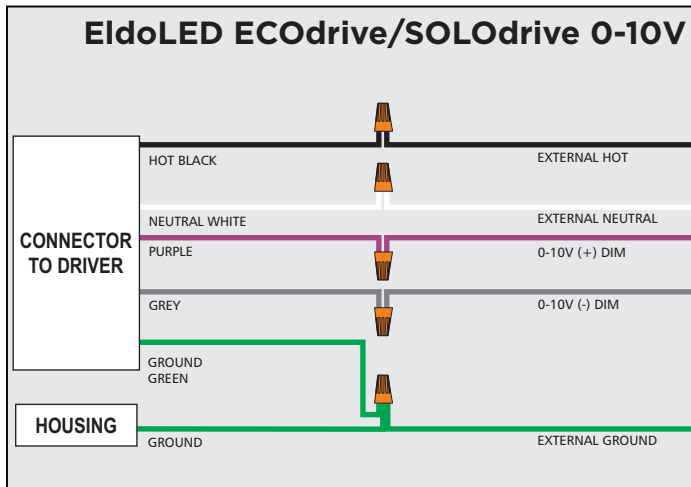 EldoLED ECOdrive/SOLOdrive 0-10V
HOT BLACK
EXTERNAL HOT
NEUTRAL WHITE
EXTERNAL NEUTRAL
CONNECTOR
TO DRIVER
PURPLE
0-10V (+) DIM
GREY
0-10V (-) DIM
GROUND
GREEN
HOUSING
GROUND
EXTERNAL GROUND